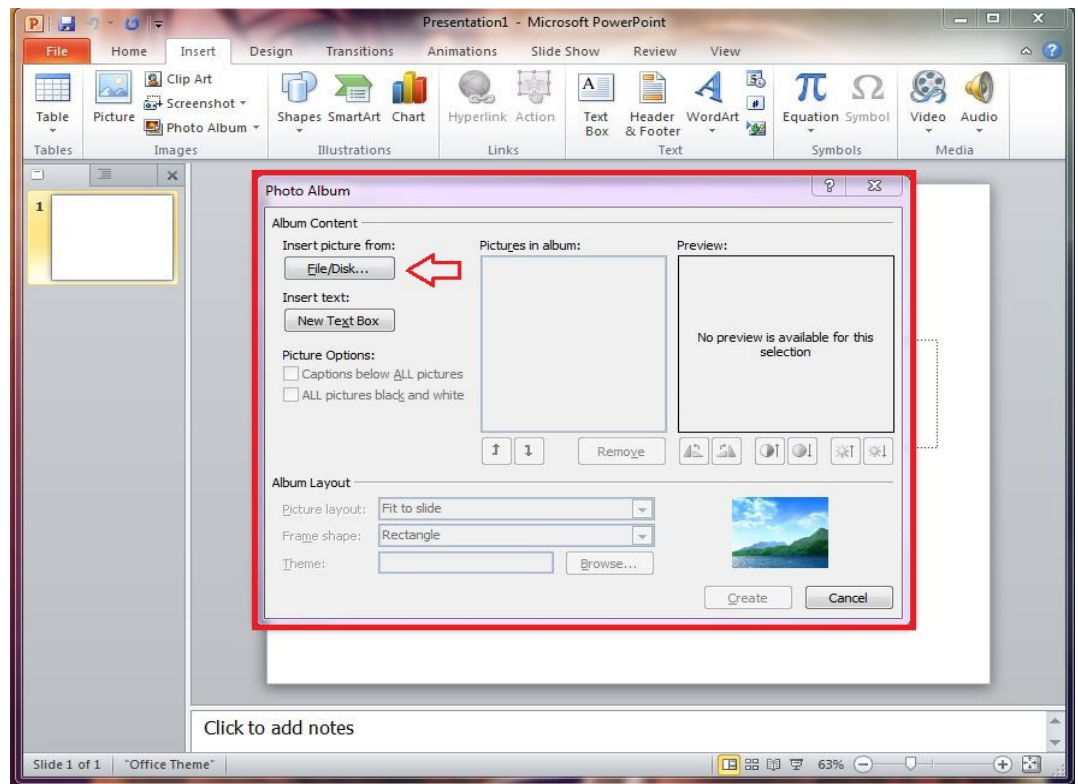 Presentation1 - Microsoft PowerPoint
File Home Insert Design Transitions Animations Slide Show Review View
Table
Picture
Clip Art
Screenshot
Photo Album
Shapes SmartArt Chart
Hyperlink Action
Text Box
Header & Footer
WordArt
Equation Symbol
Video Audio
Tables Images Illustrations Links Text Symbols Media
1
Photo Album
Album Content
Insert picture from:
File/Disk...
Insert text:
New Text Box
Picture Options:
Captions below ALL pictures
ALL pictures black and white
Pictures in album:
Preview:
No preview is available for this
selection
Remove
Album Layout
Picture layout: Fit to slide
Frame shape: Rectangle
Theme: Browse...
Create Cancel
Click to add notes
Slide 1 of 1 "Office Theme" 63%